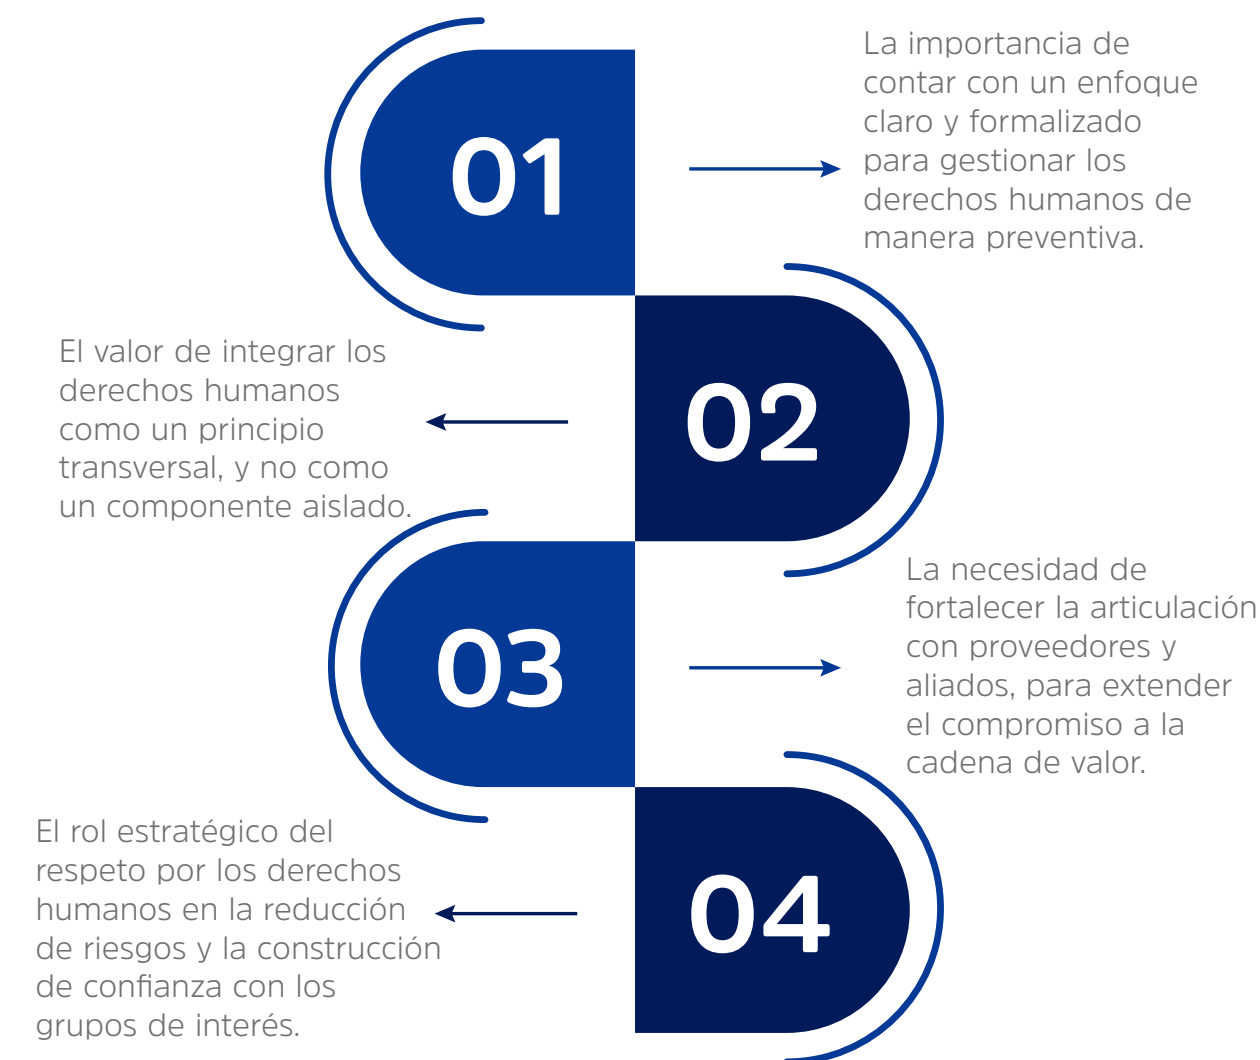 01
La importancia de
contar con un enfoque
claro y formalizado
para gestionar los
derechos humanos de
manera preventiva.
02
El valor de integrar los
derechos humanos
como un principio
transversal, y no como
un componente aislado.
03
La necesidad de
fortalecer la articulación
con proveedores y
aliados, para extender
el compromiso a la
cadena de valor.
04
El rol estratégico del
respeto por los derechos
humanos en la reducción
de riesgos y la construcción
de confianza con los
grupos de interés.